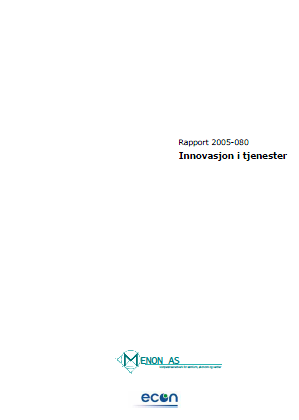 Rapport 2005-080
Innovasjon i tjenester
MENON AS
econ